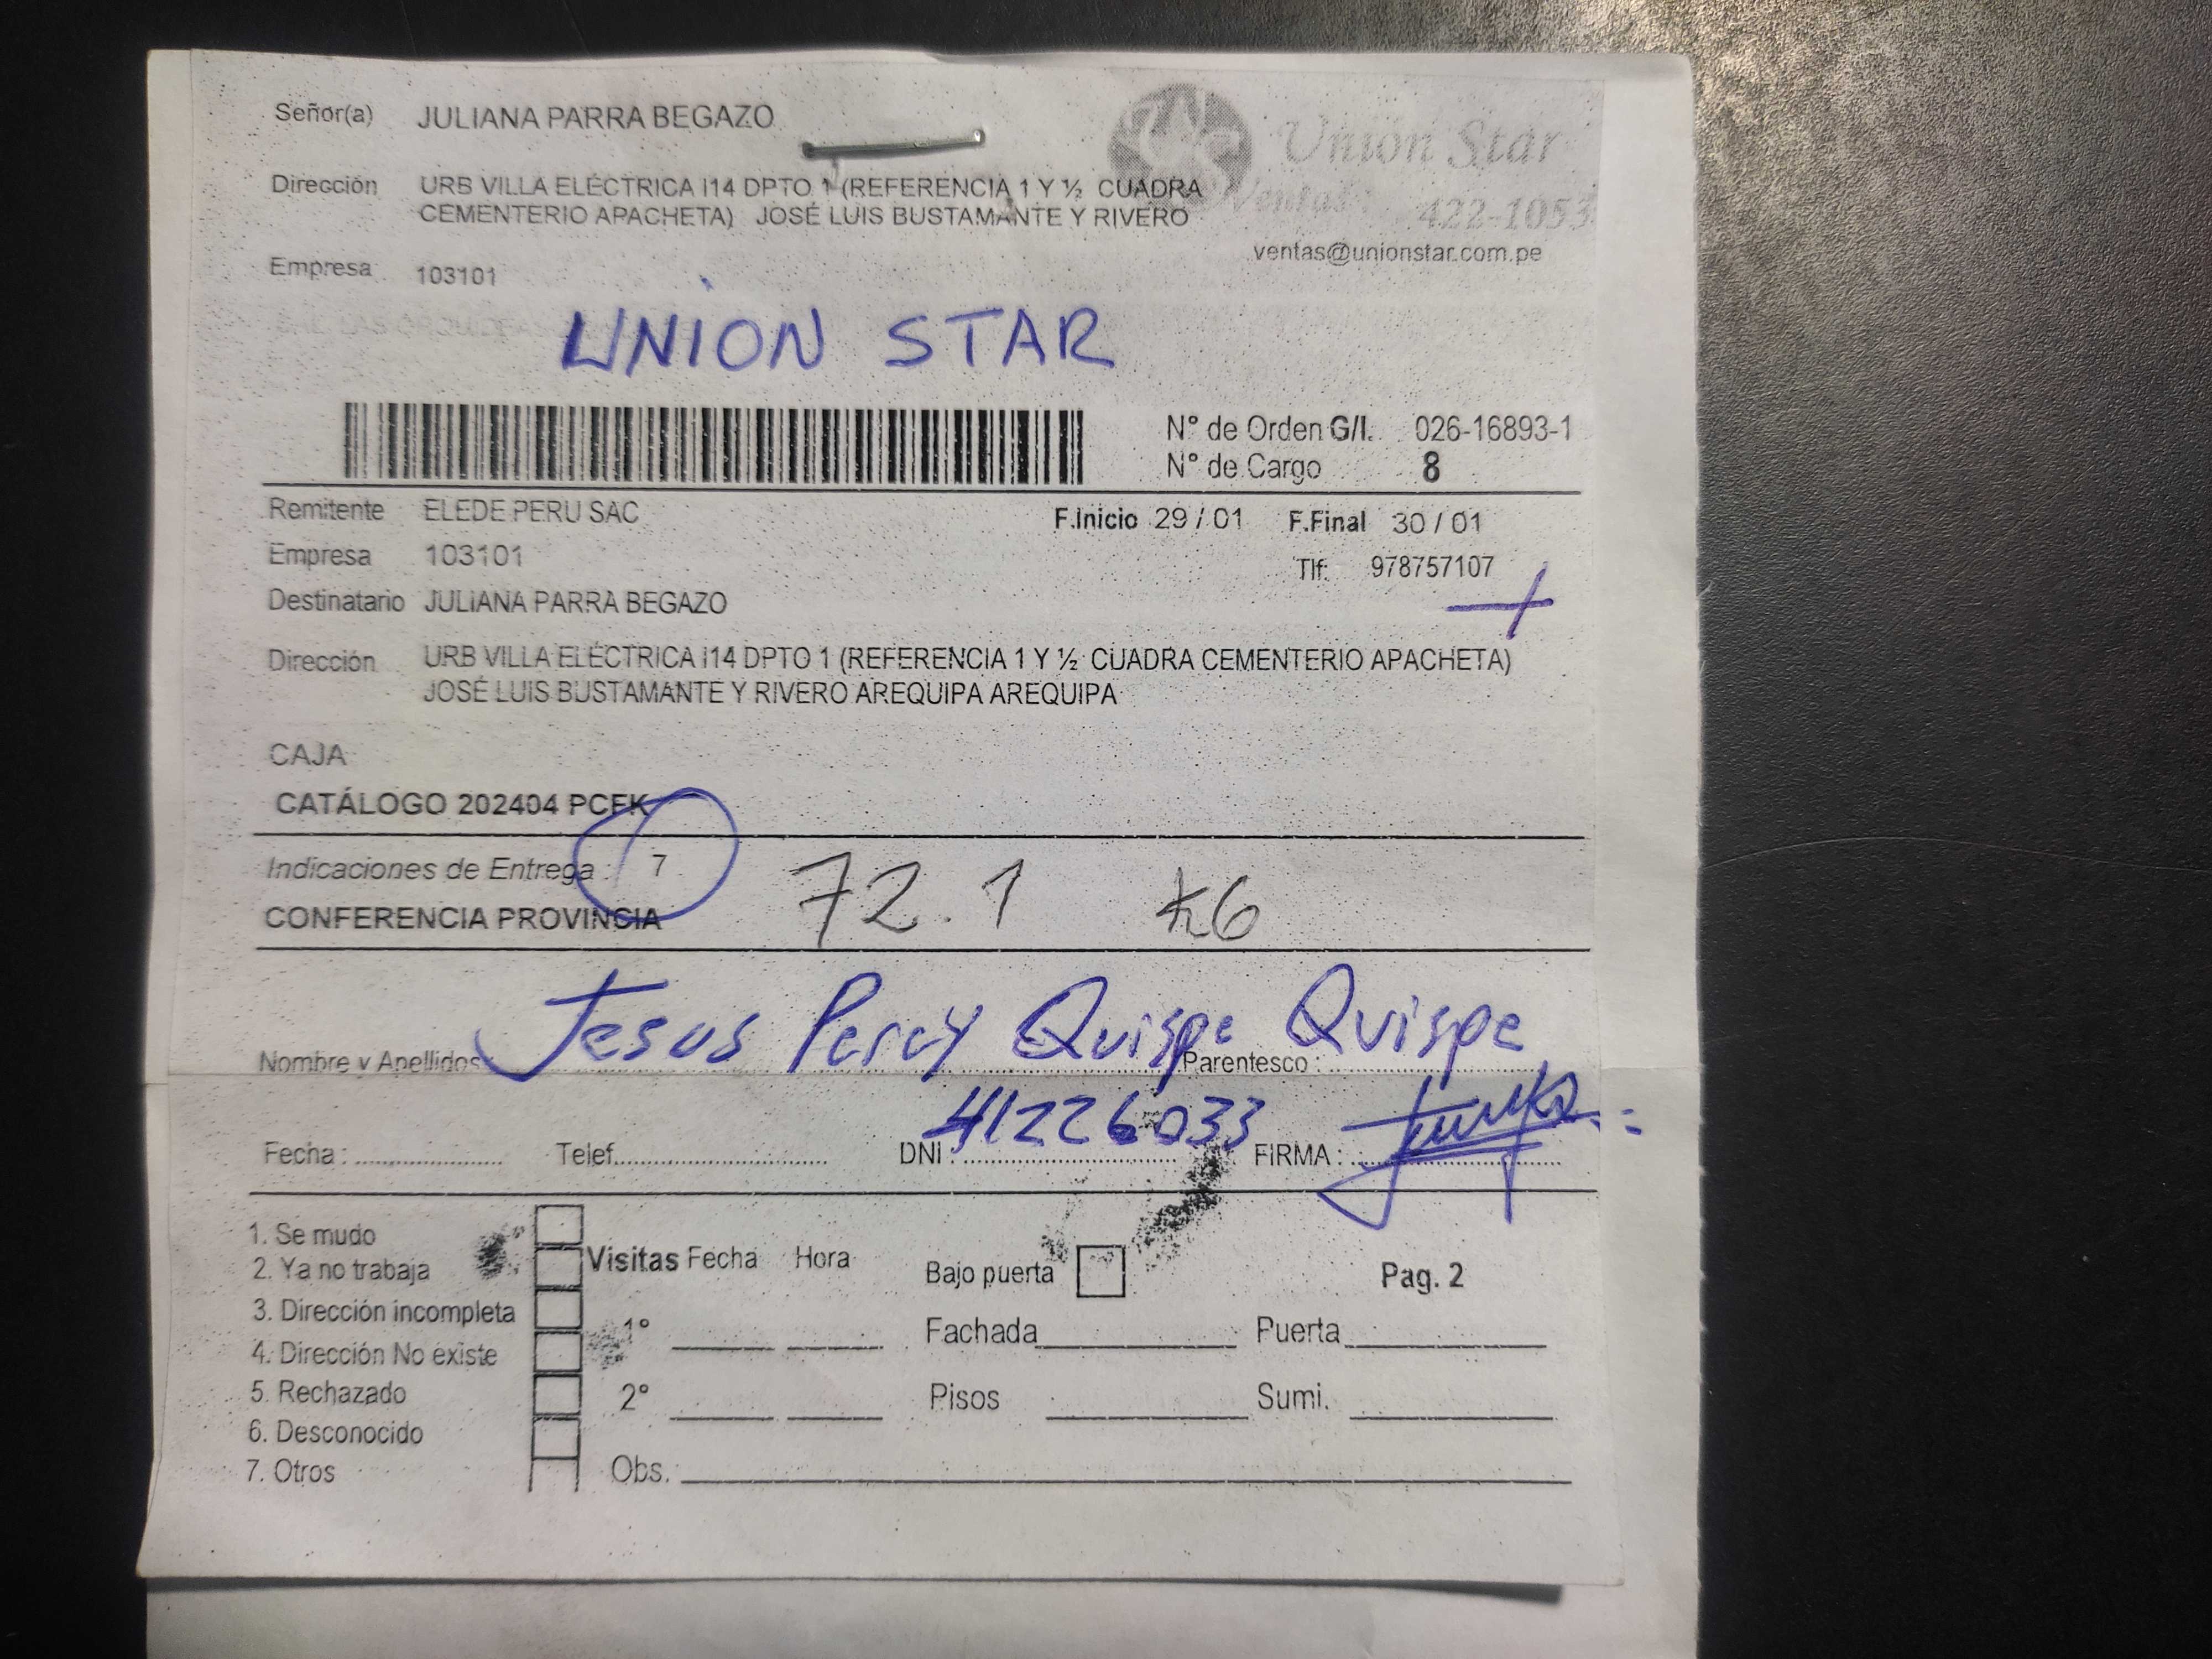 Señor(a) JULIANA PARRA BEGAZO
Unión Star
Dirección URB VILLA ELÉCTRICA I14 DPTO 1 (REFERENCIA 1 Y ½ CUADRA
CEMENTERIO APACHETA) JOSÉ LUIS BUSTAMANTE Y RIVERO
Ventas: 422-1053
ventas@unionstar.com.pe
Empresa 103101
UNION STAR
N° de Orden G/I. 026-16893-1
N° de Cargo 8
Remitente ELEDE PERU SAC
F.Inicio 29 / 01 F.Final 30 / 01
Empresa 103101
Tlf: 978757107
Destinatario JULIANA PARRA BEGAZO
Dirección URB VILLA ELÉCTRICA I14 DPTO 1 (REFERENCIA 1 Y ½ CUADRA CEMENTERIO APACHETA)
JOSÉ LUIS BUSTAMANTE Y RIVERO AREQUIPA AREQUIPA
CAJA
CATÁLOGO 202404 PCFK
Indicaciones de Entrega : 7
72.1 KG
CONFERENCIA PROVINCIA
Jesus Percy Quispe Quispe
Nombre y Apellidos Parentesco :
41226033
Fecha : Telef. DNI : FIRMA :
1. Se mudo
2. Ya no trabaja
3. Dirección incompleta
4. Dirección No existe
5. Rechazado
6. Desconocido
7. Otros
Visitas Fecha Hora
1°
2°
Obs.
Bajo puerta
Pag. 2
Fachada Puerta
Pisos Sumi.